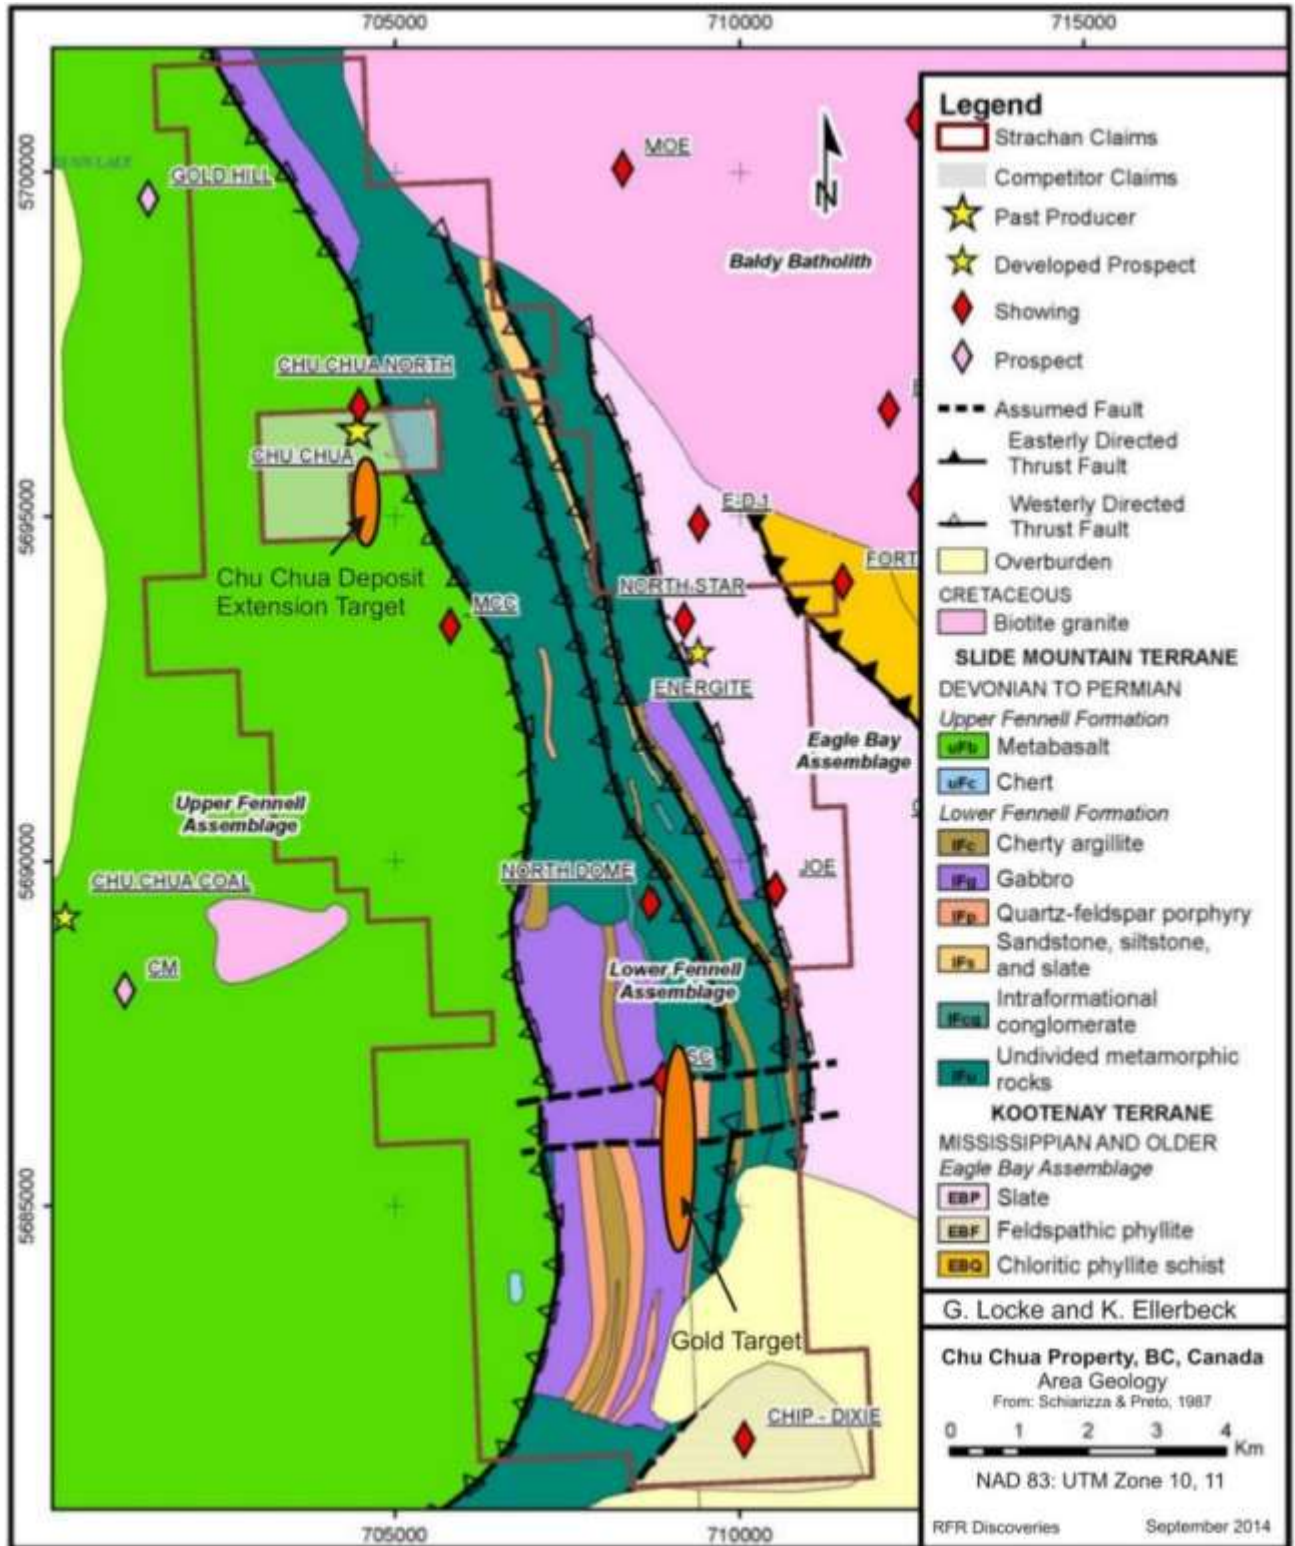 705000
710000
715000
5700000
5695000
5690000
5685000
GOLD HILL
MOE
Baldy Batholith
CHU CHUA NORTH
CHU CHUA
E-D-1
FORT
Chu Chua Deposit
Extension Target
NORTH STAR
MCC
ENERGITE
Eagle Bay
Assemblage
Upper Fennell
Assemblage
NORTH DOME
JOE
CHU CHUA COAL
CM
Lower Fennell
Assemblage
SC
Gold Target
CHIP - DIXIE
705000
710000
N
Legend
Strachan Claims
Competitor Claims
Past Producer
Developed Prospect
Showing
Prospect
Assumed Fault
Easterly Directed
Thrust Fault
Westerly Directed
Thrust Fault
Overburden
CRETACEOUS
Biotite granite
SLIDE MOUNTAIN TERRANE
DEVONIAN TO PERMIAN
Upper Fennell Formation
uFb Metabasalt
uFc Chert
Lower Fennell Formation
lFc Cherty argillite
lFg Gabbro
lFp Quartz-feldspar porphyry
lFs Sandstone, siltstone,
and slate
lFcg Intraformational
conglomerate
lFu Undivided metamorphic
rocks
KOOTENAY TERRANE
MISSISSIPPIAN AND OLDER
Eagle Bay Assemblage
EBP Slate
EBF Feldspathic phyllite
EBQ Chloritic phyllite schist
G. Locke and K. Ellerbeck
Chu Chua Property, BC, Canada
Area Geology
From: Schiarizza & Preto, 1987
0 1 2 3 4 Km
NAD 83: UTM Zone 10, 11
RFR Discoveries September 2014